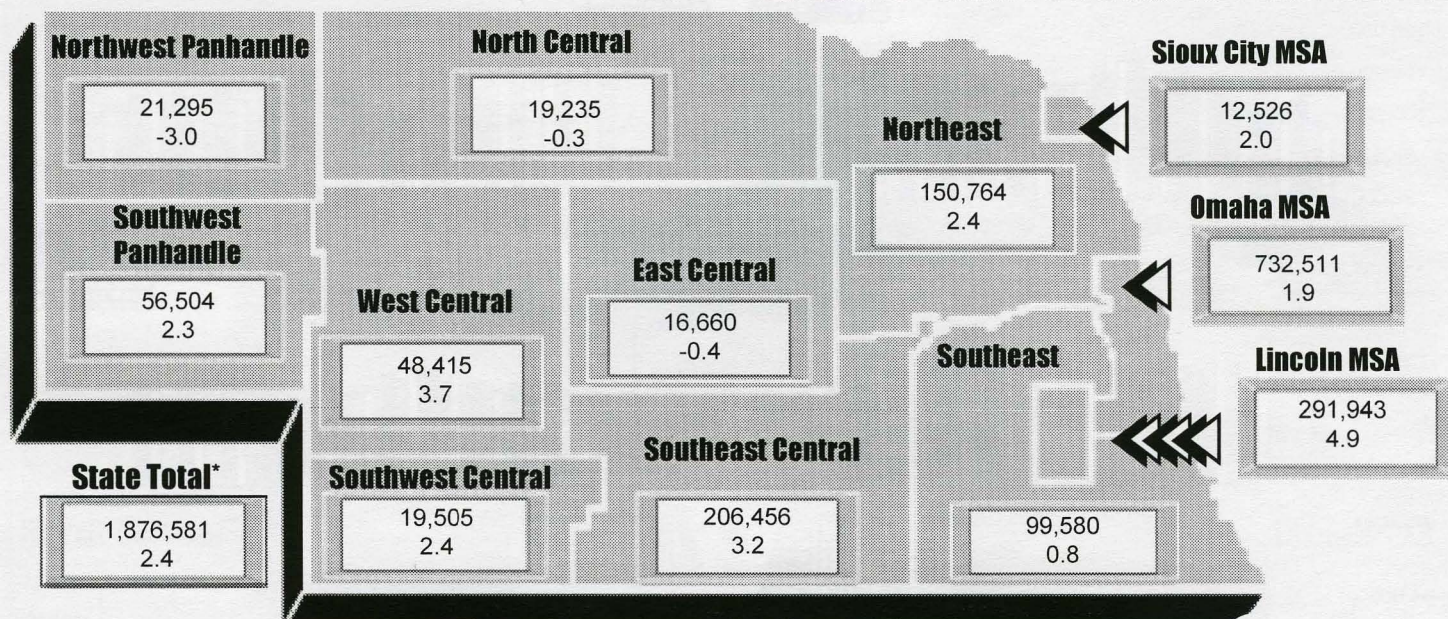 Northwest Panhandle
21,295
-3.0
North Central
19,235
-0.3
Northeast
150,764
2.4
Sioux City MSA
12,526
2.0
Southwest
Panhandle
56,504
2.3
West Central
48,415
3.7
East Central
16,660
-0.4
Omaha MSA
732,511
1.9
Southeast
99,580
0.8
Lincoln MSA
291,943
4.9
State Total*
1,876,581
2.4
Southwest Central
19,505
2.4
Southeast Central
206,456
3.2